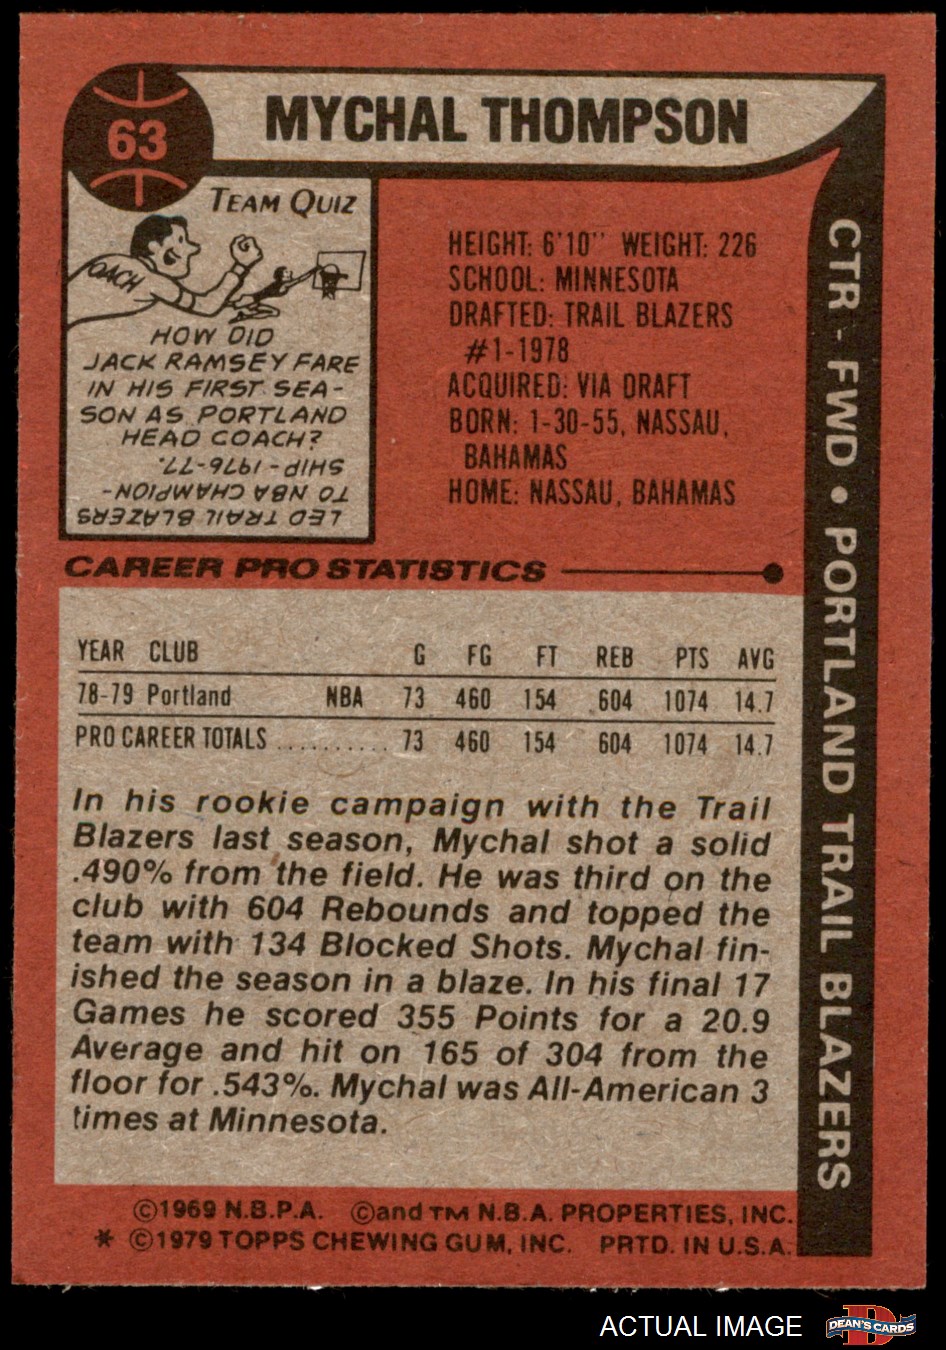 63
MYCHAL THOMPSON
TEAM QUIZ
COACH
HOW DID
JACK RAMSEY FARE
IN HIS FIRST SEA-
SON AS PORTLAND
HEAD COACH?
LED TRAIL BLAZERS
TO NBA CHAMPION-
SHIP - 1976-77.
HEIGHT: 6'10" WEIGHT: 226
SCHOOL: MINNESOTA
DRAFTED: TRAIL BLAZERS
#1-1978
ACQUIRED: VIA DRAFT
BORN: 1-30-55, NASSAU,
BAHAMAS
HOME: NASSAU, BAHAMAS
CTR - FWD • PORTLAND TRAIL BLAZERS
CAREER PRO STATISTICS
YEAR CLUB G FG FT REB PTS AVG
78-79 Portland NBA 73 460 154 604 1074 14.7
PRO CAREER TOTALS .......... 73 460 154 604 1074 14.7
In his rookie campaign with the Trail
Blazers last season, Mychal shot a solid
.490% from the field. He was third on the
club with 604 Rebounds and topped the
team with 134 Blocked Shots. Mychal fin-
ished the season in a blaze. In his final 17
Games he scored 355 Points for a 20.9
Average and hit on 165 of 304 from the
floor for .543%. Mychal was All-American 3
times at Minnesota.
©1969 N.B.P.A. ©and TM N.B.A. PROPERTIES, INC.
* ©1979 TOPPS CHEWING GUM, INC. PRTD. IN U.S.A.
ACTUAL IMAGE
D
DEAN'S CARDS